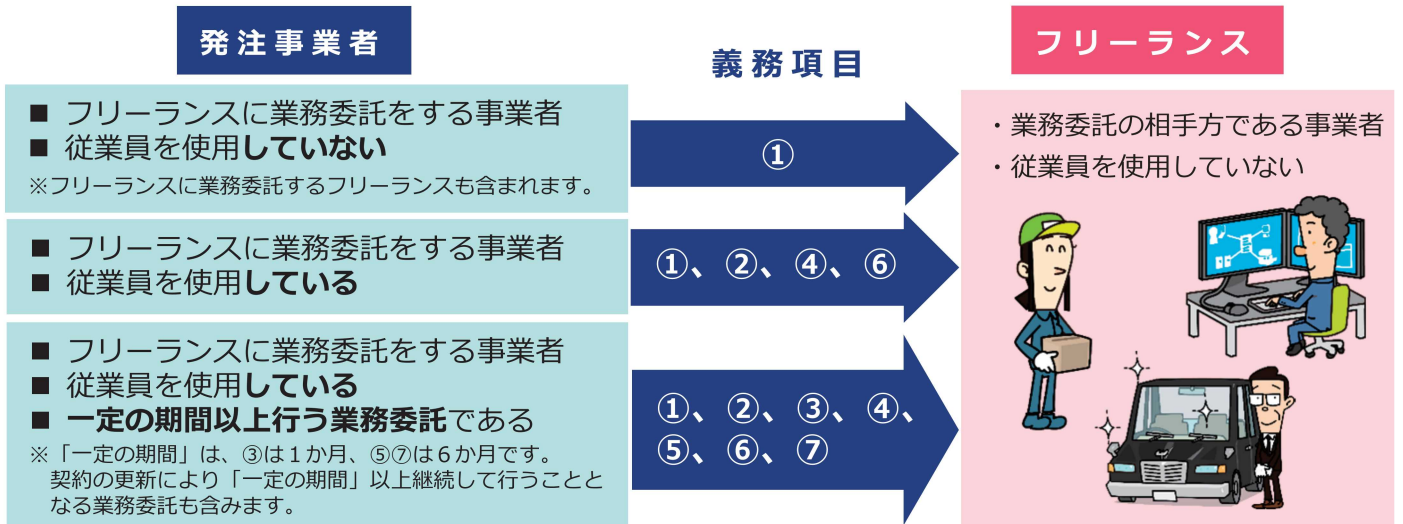 発注事業者
義務項目
フリーランス
■ フリーランスに業務委託をする事業者
■ 従業員を使用していない
※フリーランスに業務委託するフリーランスも含まれます。
①
■ フリーランスに業務委託をする事業者
■ 従業員を使用している
①、②、④、⑥
■ フリーランスに業務委託をする事業者
■ 従業員を使用している
■ 一定の期間以上行う業務委託である
※「一定の期間」は、③は１か月、⑤⑦は６か月です。
契約の更新により「一定の期間」以上継続して行うことと
なる業務委託も含みます。
①、②、③、④、
⑤、⑥、⑦
・業務委託の相手方である事業者
・従業員を使用していない